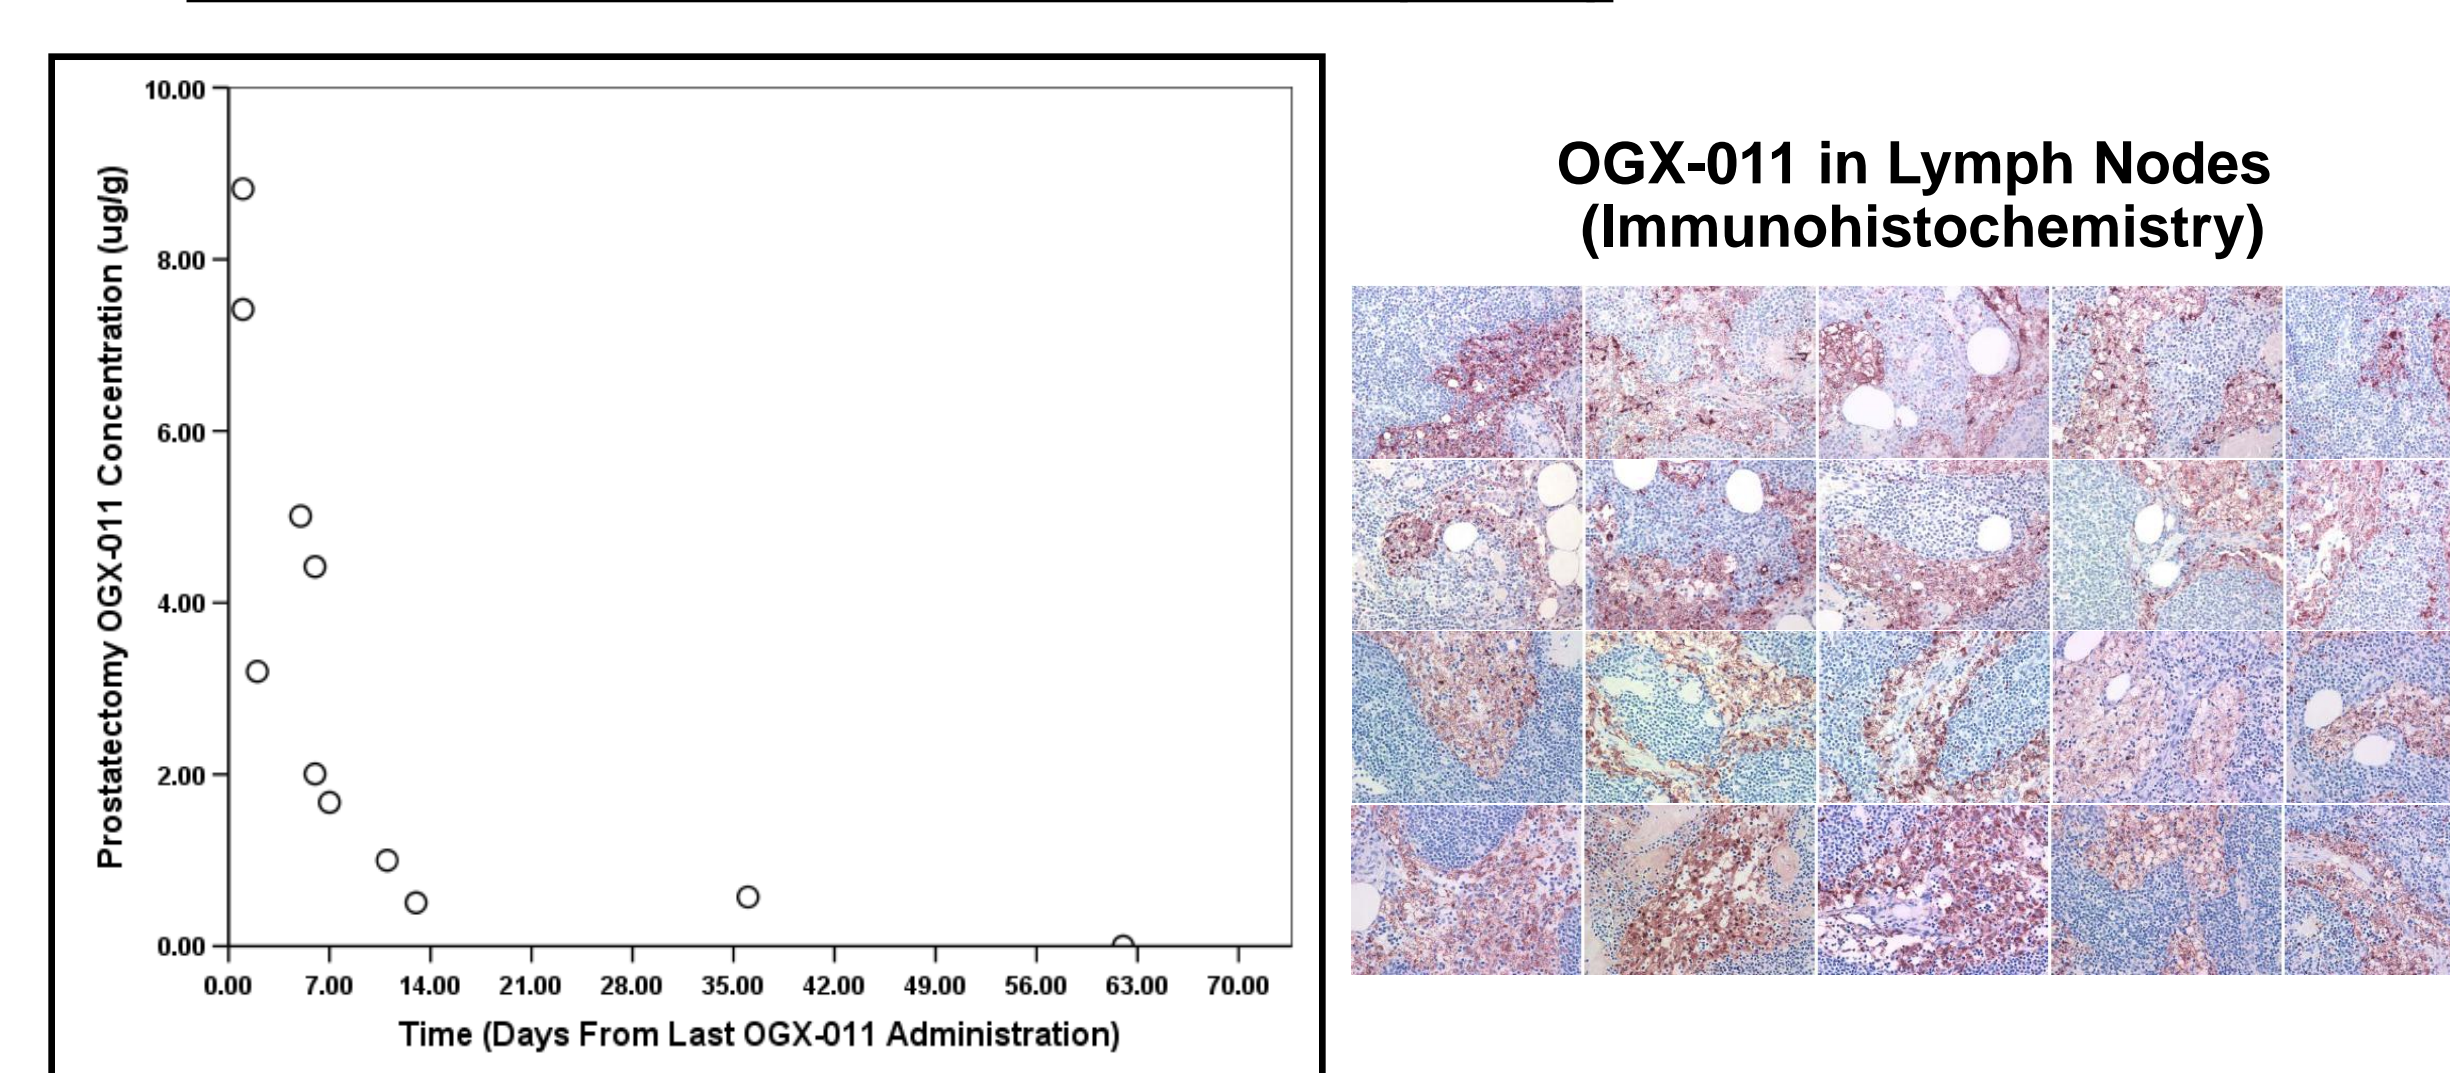 10.00
8.00
6.00
4.00
2.00
0.00
Prostatectomy OGX-011 Concentration (ug/g)
0.00 7.00 14.00 21.00 28.00 35.00 42.00 49.00 56.00 63.00 70.00
Time (Days From Last OGX-011 Administration)
OGX-011 in Lymph Nodes
(Immunohistochemistry)